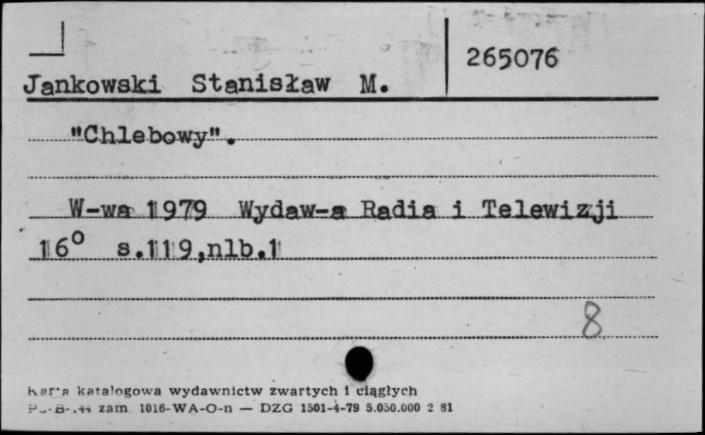 265076
Jankowski Stanisław M.
"Chlebowy".
W-wa 1979 Wydaw-a Radia i Telewizji
16° s.119,nlb.1
8
Karta katalogowa wydawnictw zwartych i ciągłych
zam. 1016-WA-O-n — DZG 1501-4-79 5.050.000 2 81